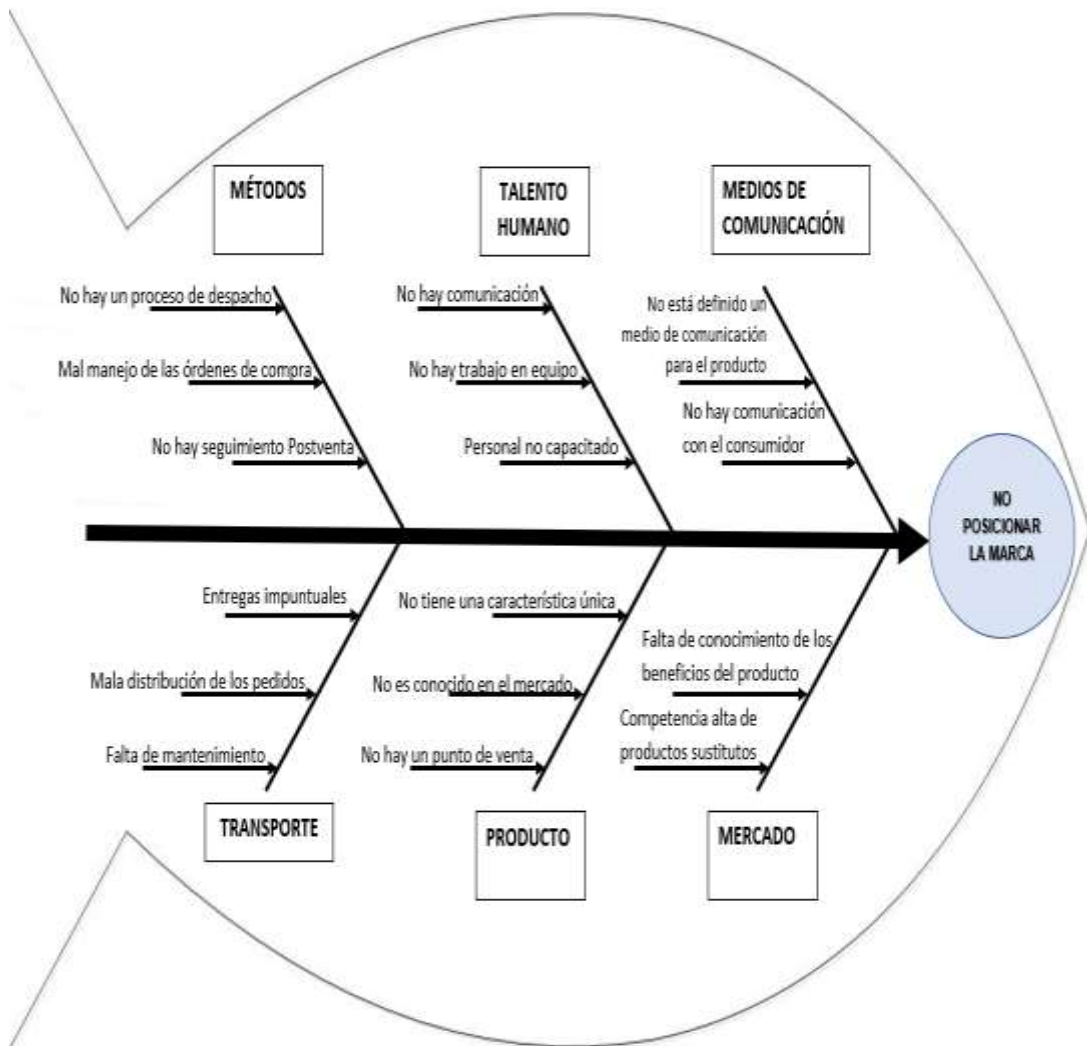 MÉTODOS
TALENTO
HUMANO
MEDIOS DE
COMUNICACIÓN
No hay un proceso de despacho
Mal manejo de las órdenes de compra
No hay seguimiento Postventa
No hay comunicación
No hay trabajo en equipo
Personal no capacitado
No está definido un
medio de comunicación
para el producto
No hay comunicación
con el consumidor
NO
POSICIONAR
LA MARCA
Entregas impuntuales
Mala distribución de los pedidos
Falta de mantenimiento
No tiene una característica única
No es conocido en el mercado
No hay un punto de venta
Falta de conocimiento de los
beneficios del producto
Competencia alta de
productos sustitutos
TRANSPORTE
PRODUCTO
MERCADO